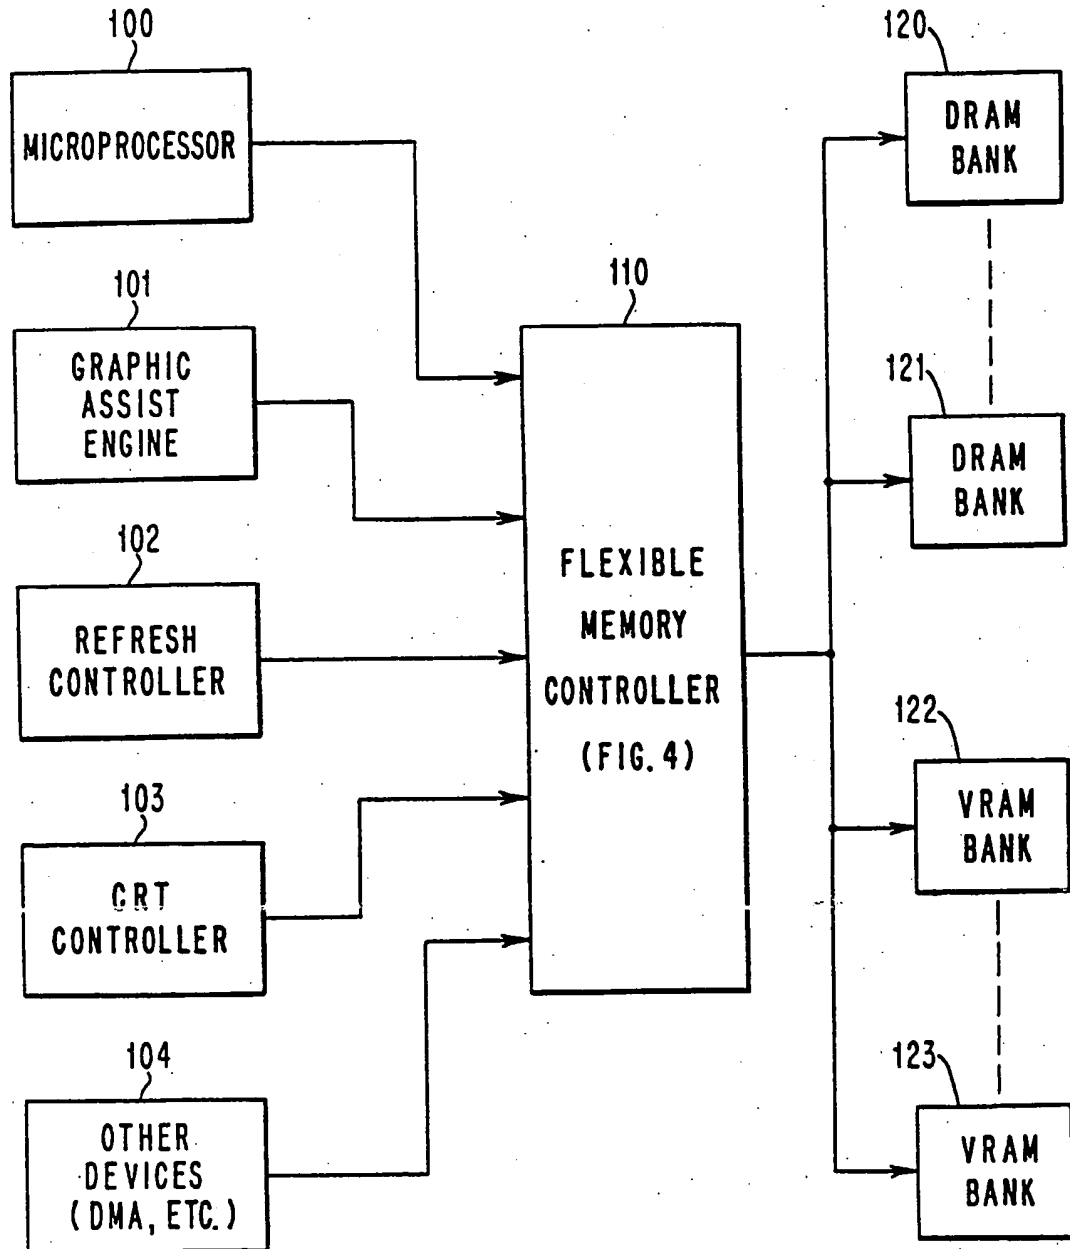 100
MICROPROCESSOR
101
GRAPHIC
ASSIST
ENGINE
102
REFRESH
CONTROLLER
103
CRT
CONTROLLER
104
OTHER
DEVICES
(DMA, ETC.)
110
FLEXIBLE
MEMORY
CONTROLLER
(FIG. 4)
120
DRAM
BANK
121
DRAM
BANK
122
VRAM
BANK
123
VRAM
BANK